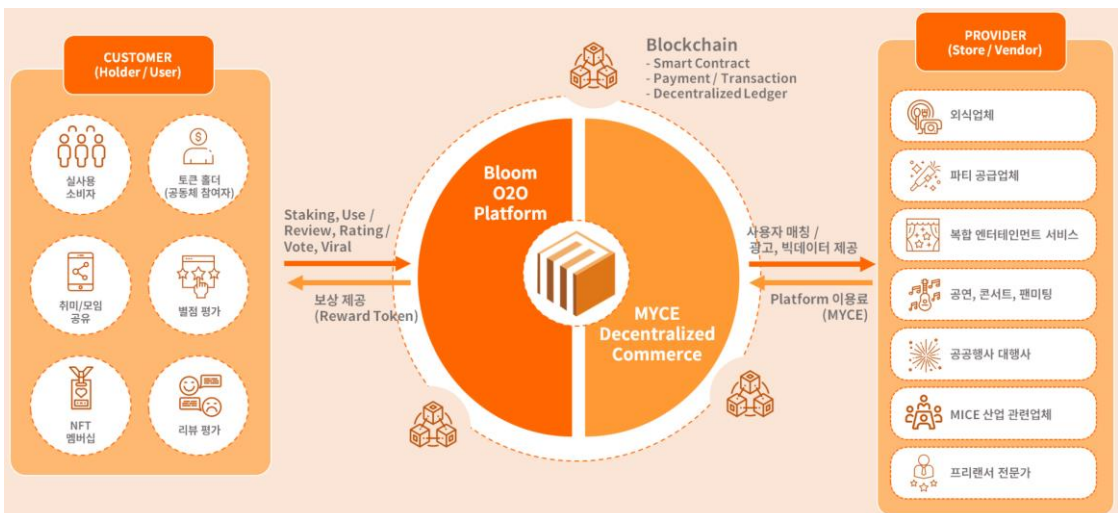 CUSTOMER
(Holder / User)
실사용
소비자
토큰 홀더
(공동체 참여자)
취미/모임
공유
별점 평가
NFT
멤버십
리뷰 평가
Staking, Use /
Review, Rating /
Vote, Viral
보상 제공
(Reward Token)
Blockchain
- Smart Contract
- Payment / Transaction
- Decentralized Ledger
Bloom
O2O
Platform
MYCE
Decentralized
Commerce
사용자 매칭 /
광고, 빅데이터 제공
Platform 이용료
(MYCE)
PROVIDER
(Store / Vendor)
외식업체
파티 공급업체
복합 엔터테인먼트 서비스
공연, 콘서트, 팬미팅
공공행사 대행사
MICE 산업 관련업체
프리랜서 전문가